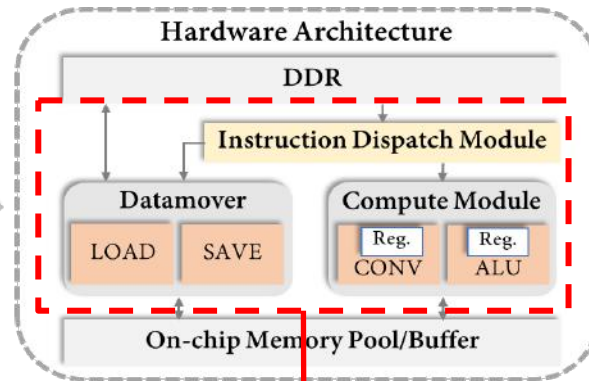 Hardware Architecture
DDR
Instruction Dispatch Module
Datamover
Compute Module
LOAD
SAVE
Reg.
CONV
Reg.
ALU
On-chip Memory Pool/Buffer